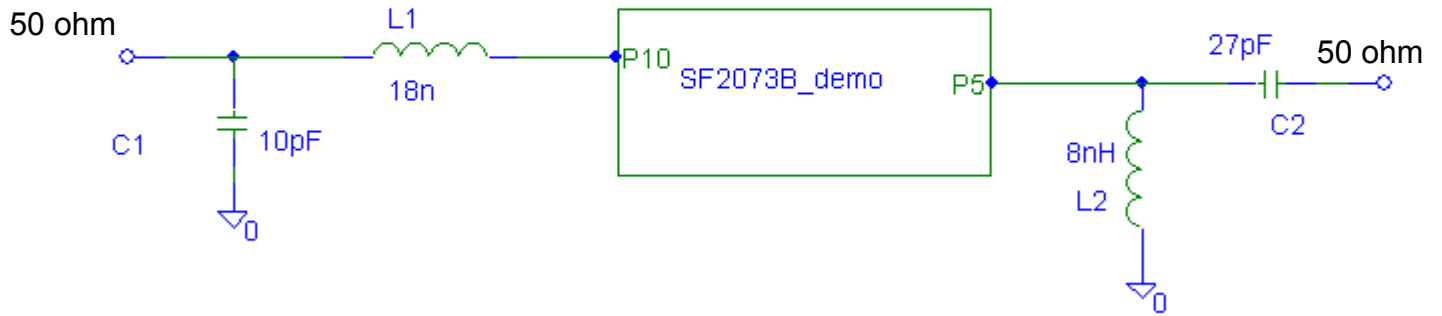 50 ohm
L1
18n
C1
10pF
0
P10
SF2073B_demo
P5
27pF
50 ohm
C2
8nH
L2
0